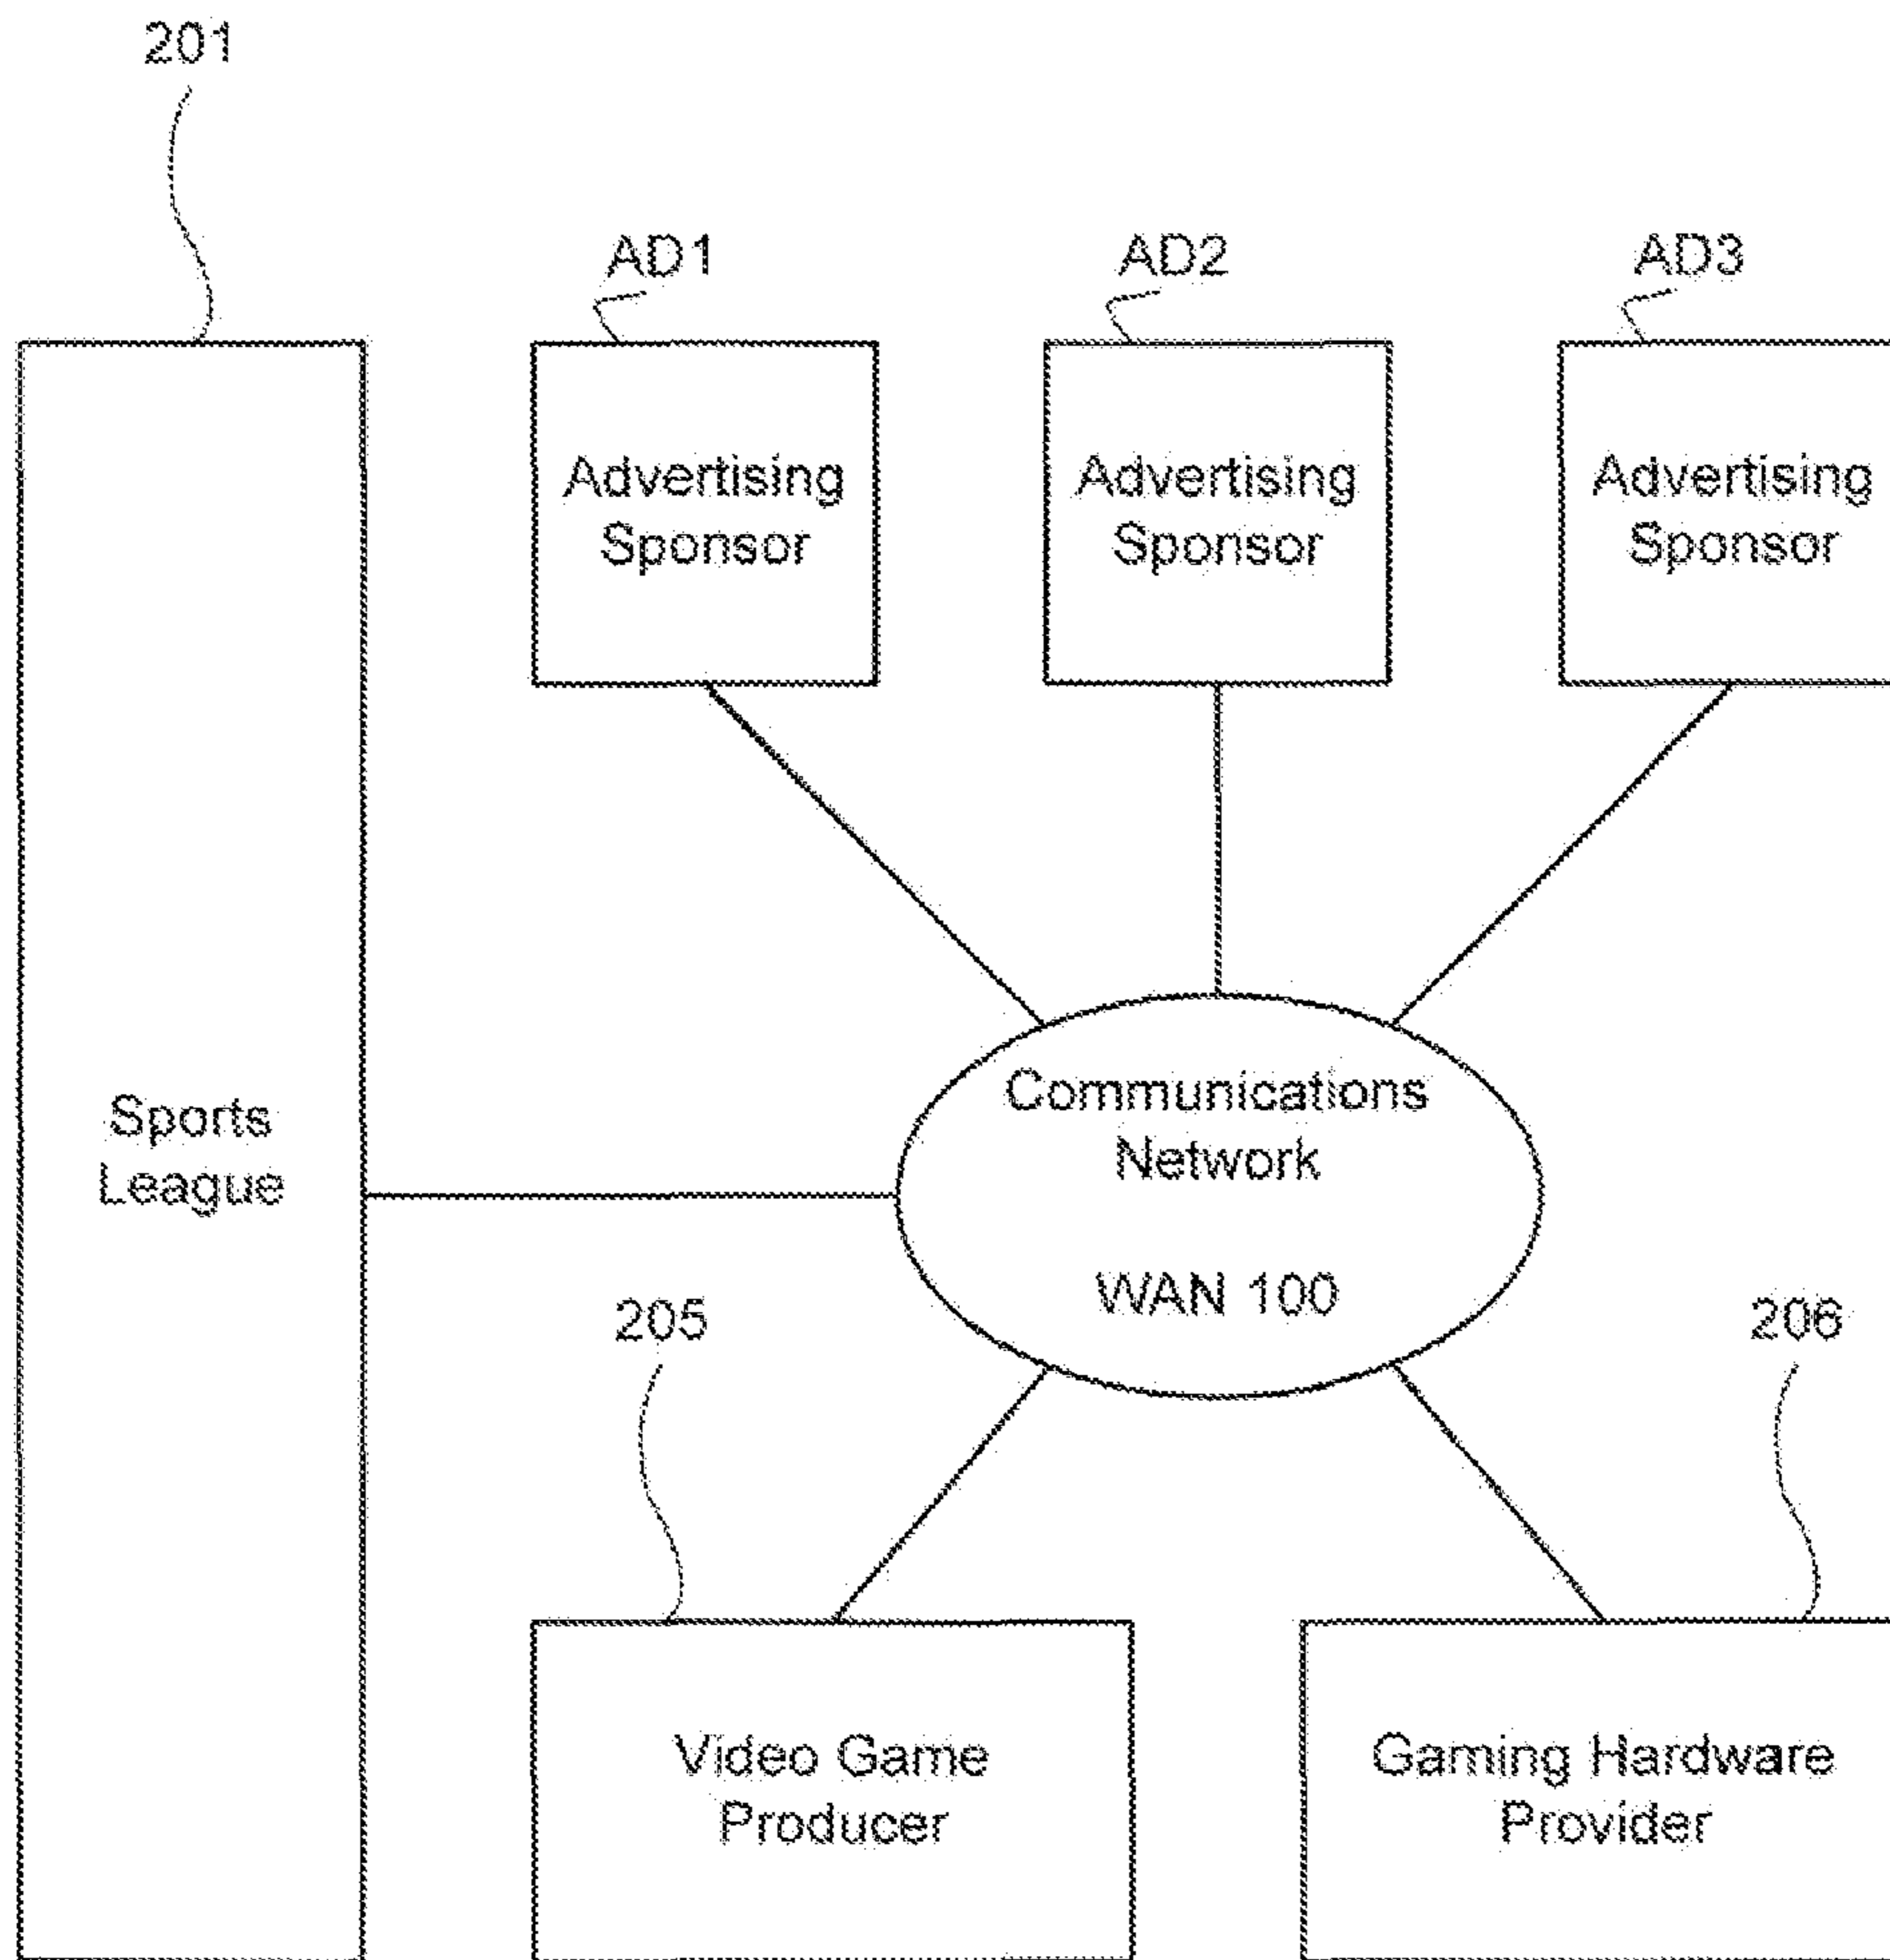 201
AD1
AD2
AD3
Advertising
Sponsor
Advertising
Sponsor
Advertising
Sponsor
Sports
League
Communications
Network
WAN 100
205
206
Video Game
Producer
Gaming Hardware
Provider